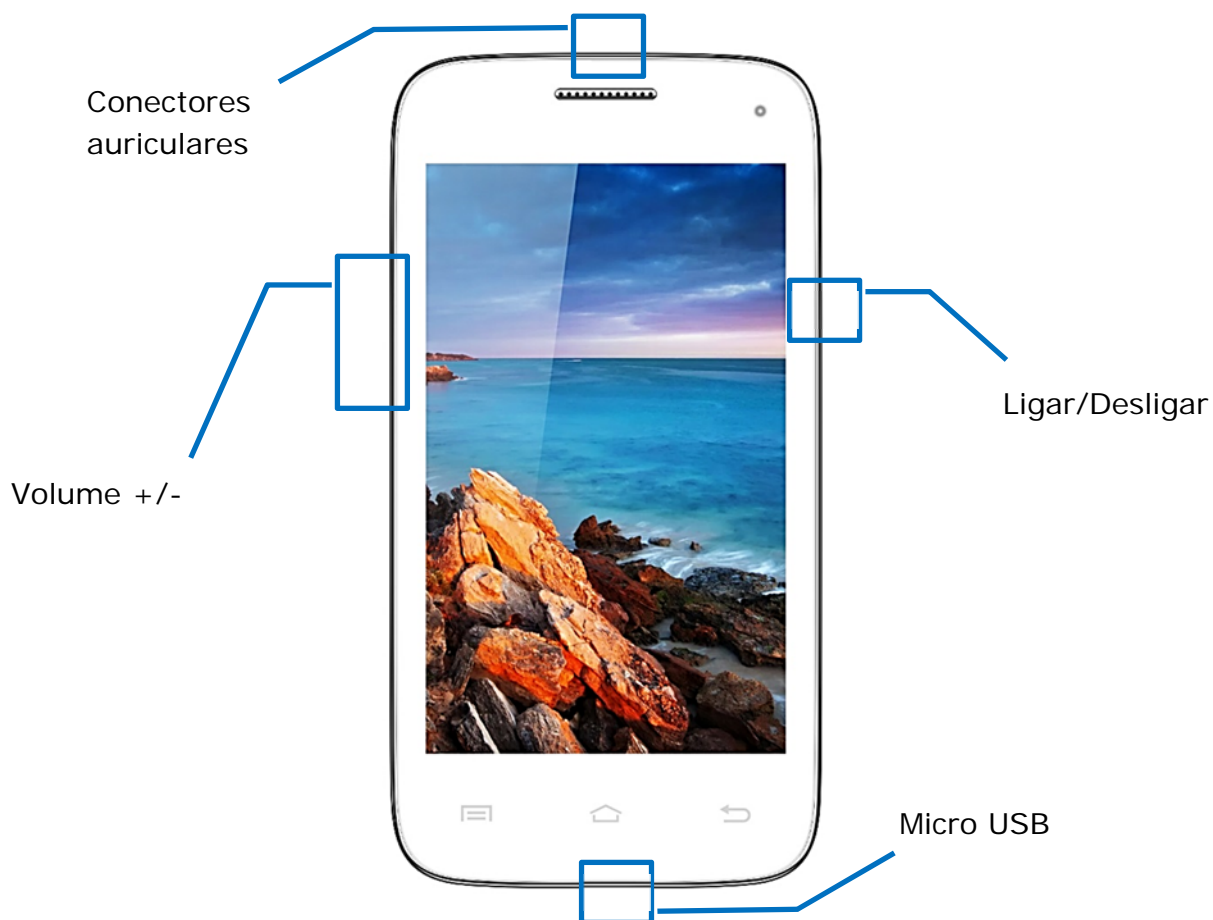 Conectores
auriculares
Ligar/Desligar
Volume +/-
Micro USB